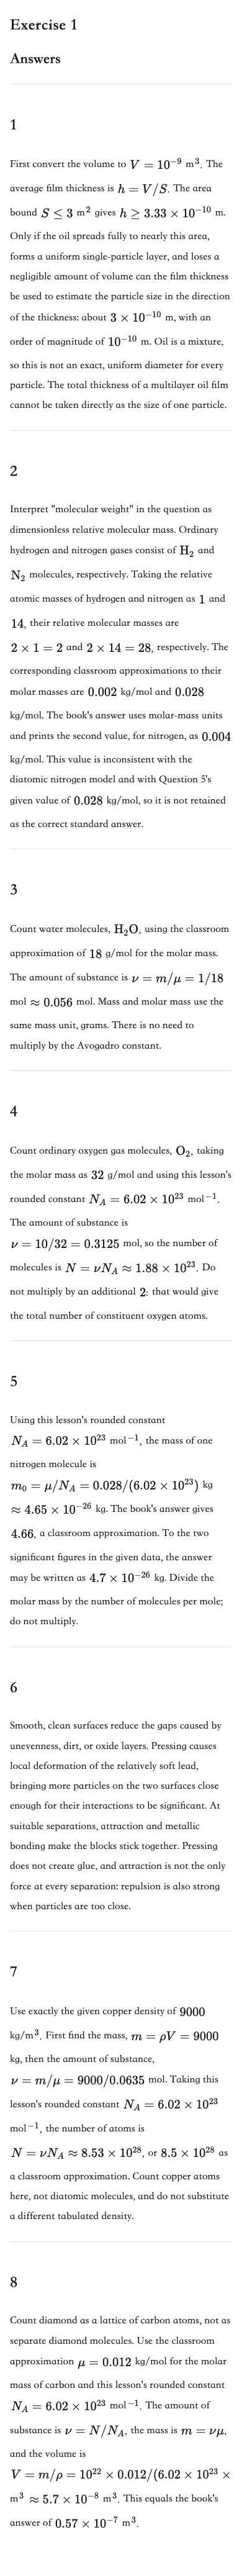 Exercise 1
Answers
1
First convert the volume to V = 10⁻⁹ m³. The
average film thickness is h = V/S. The area
bound S ≤ 3 m² gives h ≥ 3.33 × 10⁻¹⁰ m.
Only if the oil spreads fully to nearly this area,
forms a uniform single-particle layer, and loses a
negligible amount of volume can the film thickness
be used to estimate the particle size in the direction
of the thickness: about 3 × 10⁻¹⁰ m, with an
order of magnitude of 10⁻¹⁰ m. Oil is a mixture,
so this is not an exact, uniform diameter for every
particle. The total thickness of a multilayer oil film
cannot be taken directly as the size of one particle.
2
Interpret "molecular weight" in the question as
dimensionless relative molecular mass. Ordinary
hydrogen and nitrogen gases consist of H₂ and
N₂ molecules, respectively. Taking the relative
atomic masses of hydrogen and nitrogen as 1 and
14, their relative molecular masses are
2 × 1 = 2 and 2 × 14 = 28, respectively. The
corresponding classroom approximations to their
molar masses are 0.002 kg/mol and 0.028
kg/mol. The book's answer uses molar-mass units
and prints the second value, for nitrogen, as 0.004
kg/mol. This value is inconsistent with the
diatomic nitrogen model and with Question 5's
given value of 0.028 kg/mol, so it is not retained
as the correct standard answer.
3
Count water molecules, H₂O, using the classroom
approximation of 18 g/mol for the molar mass.
The amount of substance is ν = m/μ = 1/18
mol ≈ 0.056 mol. Mass and molar mass use the
same mass unit, grams. There is no need to
multiply by the Avogadro constant.
4
Count ordinary oxygen gas molecules, O₂, taking
the molar mass as 32 g/mol and using this lesson's
rounded constant N_A = 6.02 × 10²³ mol⁻¹.
The amount of substance is
ν = 10/32 = 0.3125 mol, so the number of
molecules is N = νN_A ≈ 1.88 × 10²³. Do
not multiply by an additional 2: that would give
the total number of constituent oxygen atoms.
5
Using this lesson's rounded constant
N_A = 6.02 × 10²³ mol⁻¹, the mass of one
nitrogen molecule is
m₀ = μ/N_A = 0.028/(6.02 × 10²³) kg
≈ 4.65 × 10⁻²⁶ kg. The book's answer gives
4.66, a classroom approximation. To the two
significant figures in the given data, the answer
may be written as 4.7 × 10⁻²⁶ kg. Divide the
molar mass by the number of molecules per mole;
do not multiply.
6
Smooth, clean surfaces reduce the gaps caused by
unevenness, dirt, or oxide layers. Pressing causes
local deformation of the relatively soft lead,
bringing more particles on the two surfaces close
enough for their interactions to be significant. At
suitable separations, attraction and metallic
bonding make the blocks stick together. Pressing
does not create glue, and attraction is not the only
force at every separation: repulsion is also strong
when particles are too close.
7
Use exactly the given copper density of 9000
kg/m³. First find the mass, m = ρV = 9000
kg, then the amount of substance,
ν = m/μ = 9000/0.0635 mol. Taking this
lesson's rounded constant N_A = 6.02 × 10²³
mol⁻¹, the number of atoms is
N = νN_A ≈ 8.53 × 10²⁸, or 8.5 × 10²⁸ as
a classroom approximation. Count copper atoms
here, not diatomic molecules, and do not substitute
a different tabulated density.
8
Count diamond as a lattice of carbon atoms, not as
separate diamond molecules. Use the classroom
approximation μ = 0.012 kg/mol for the molar
mass of carbon and this lesson's rounded constant
N_A = 6.02 × 10²³ mol⁻¹. The amount of
substance is ν = N/N_A, the mass is m = νμ,
and the volume is
V = m/ρ = 10²² × 0.012/(6.02 × 10²³ ×
m³ ≈ 5.7 × 10⁻⁸ m³. This equals the book's
answer of 0.57 × 10⁻⁷ m³.